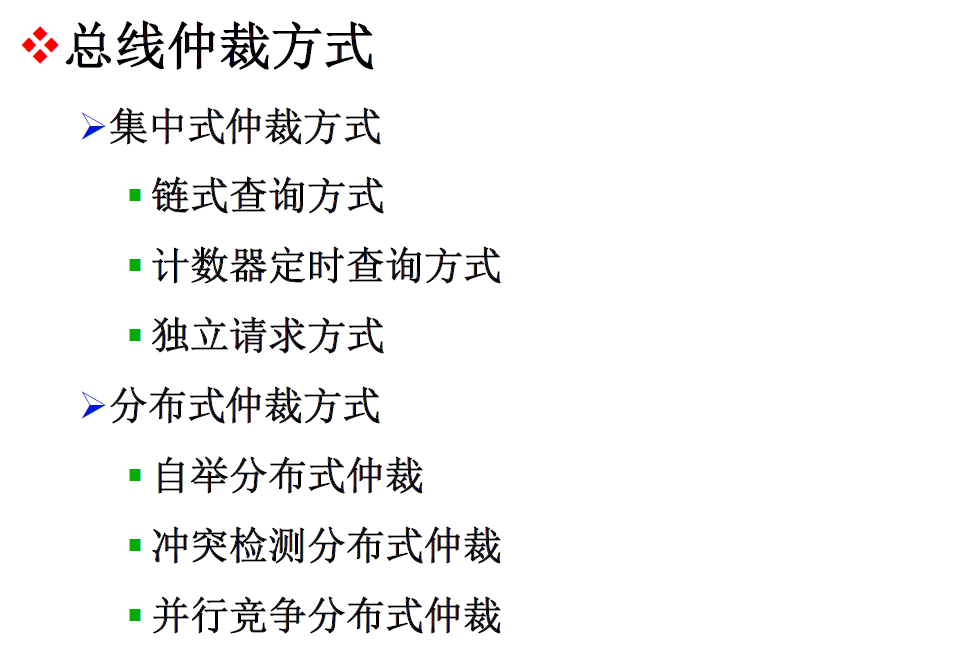 总线仲裁方式
集中式仲裁方式
链式查询方式
计数器定时查询方式
独立请求方式
分布式仲裁方式
自举分布式仲裁
冲突检测分布式仲裁
并行竞争分布式仲裁